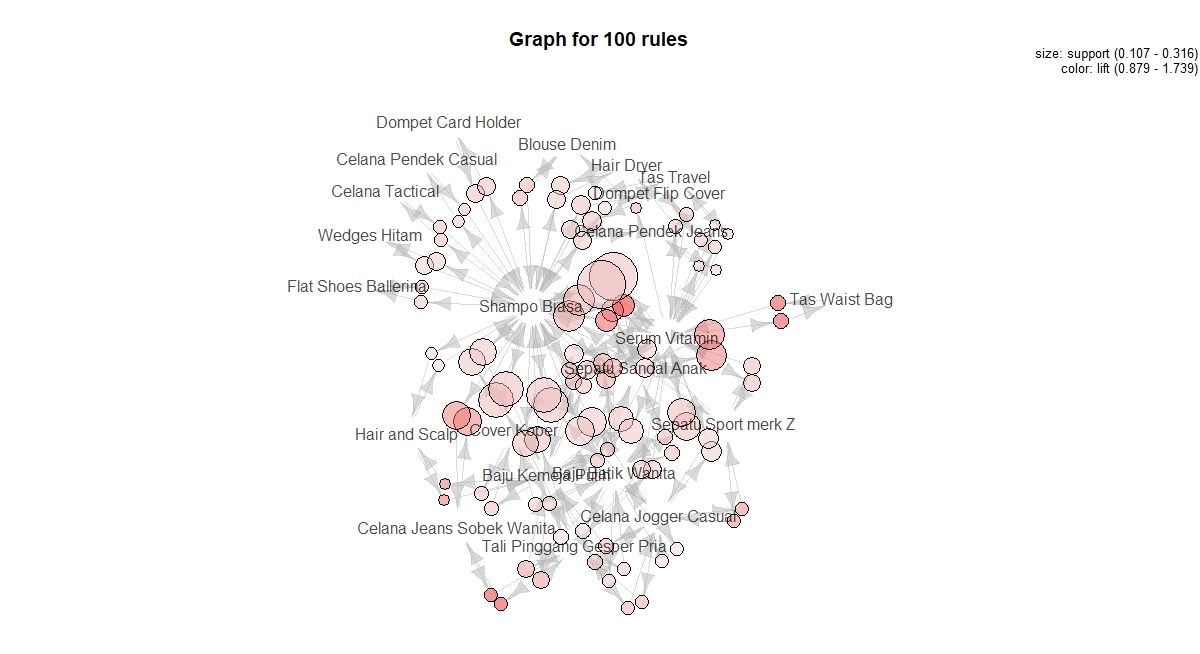 Graph for 100 rules
size: support (0.107 - 0.316)
color: lift (0.879 - 1.739)
Dompet Card Holder
Blouse Denim
Celana Pendek Casual
Hair Dryer
Tas Travel
Celana Tactical
Dompet Flip Cover
Wedges Hitam
Celana Pendek Jeans
Flat Shoes Ballerina
Tas Waist Bag
Shampo Biasa
Serum Vitamin
Sepatu Sandal Anak
Sepatu Sport merk Z
Hair and Scalp
Cover Koper
Baju Kemeja Putih
Baju Batik Wanita
Celana Jogger Casual
Celana Jeans Sobek Wanita
Tali Pinggang Gesper Pria